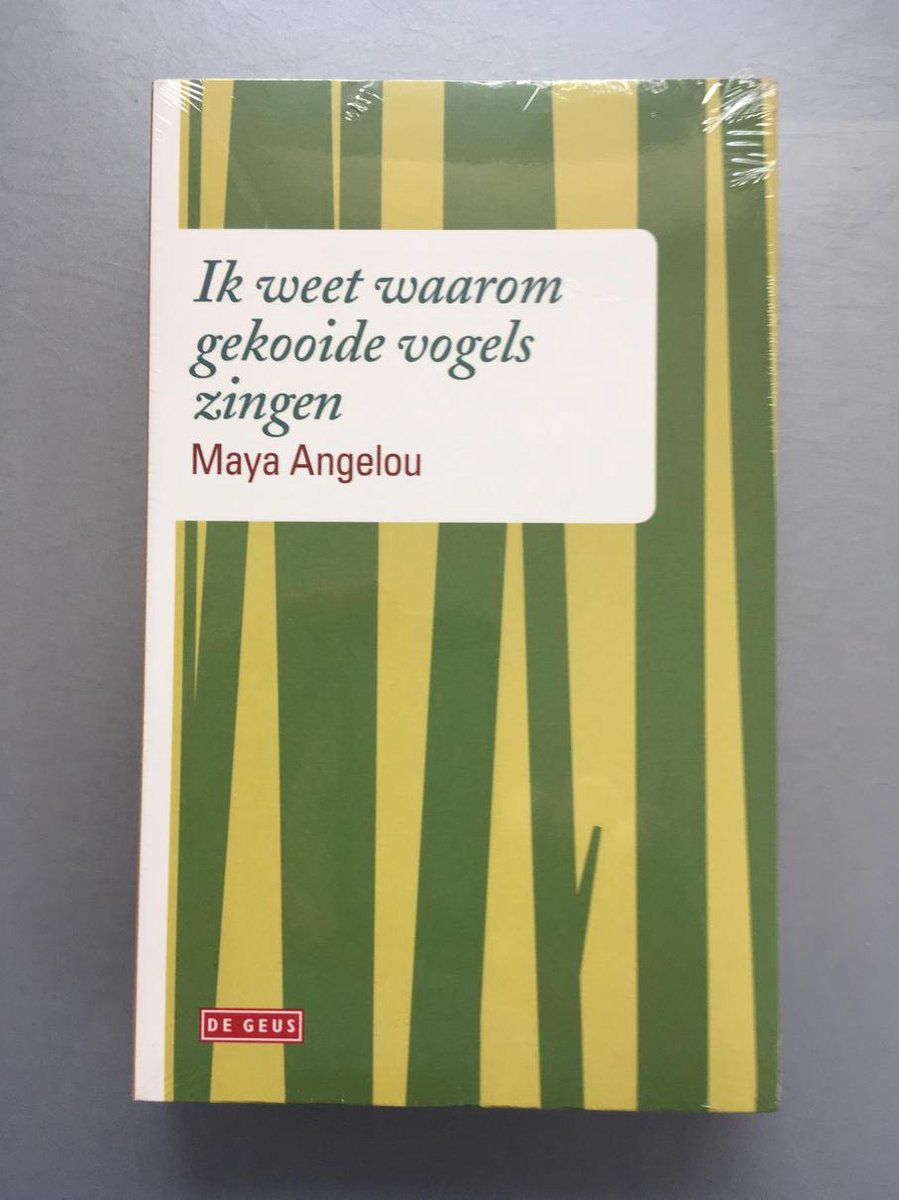 Ik weet waarom
gekooide vogels
zingen
Maya Angelou
DE GEUS